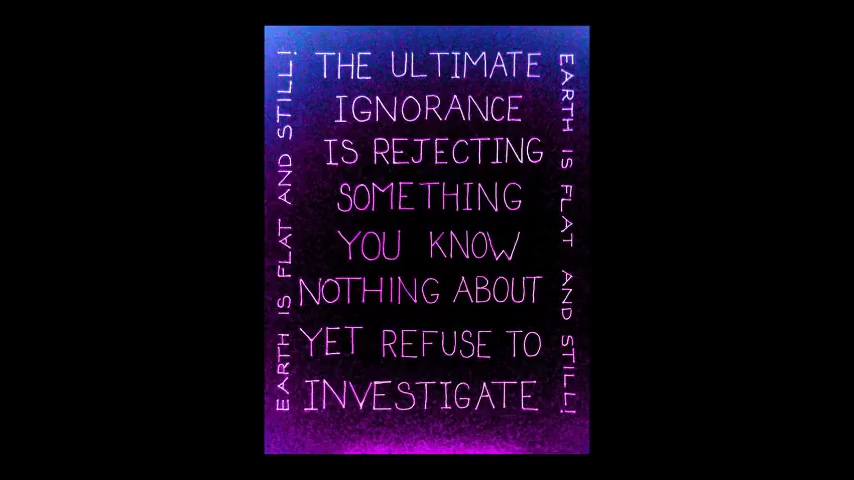 THE ULTIMATE
IGNORANCE
IS REJECTING
SOMETHING
YOU KNOW
NOTHING ABOUT
YET REFUSE TO
INVESTIGATE
EARTH IS FLAT AND STILL!
EARTH IS FLAT AND STILL!